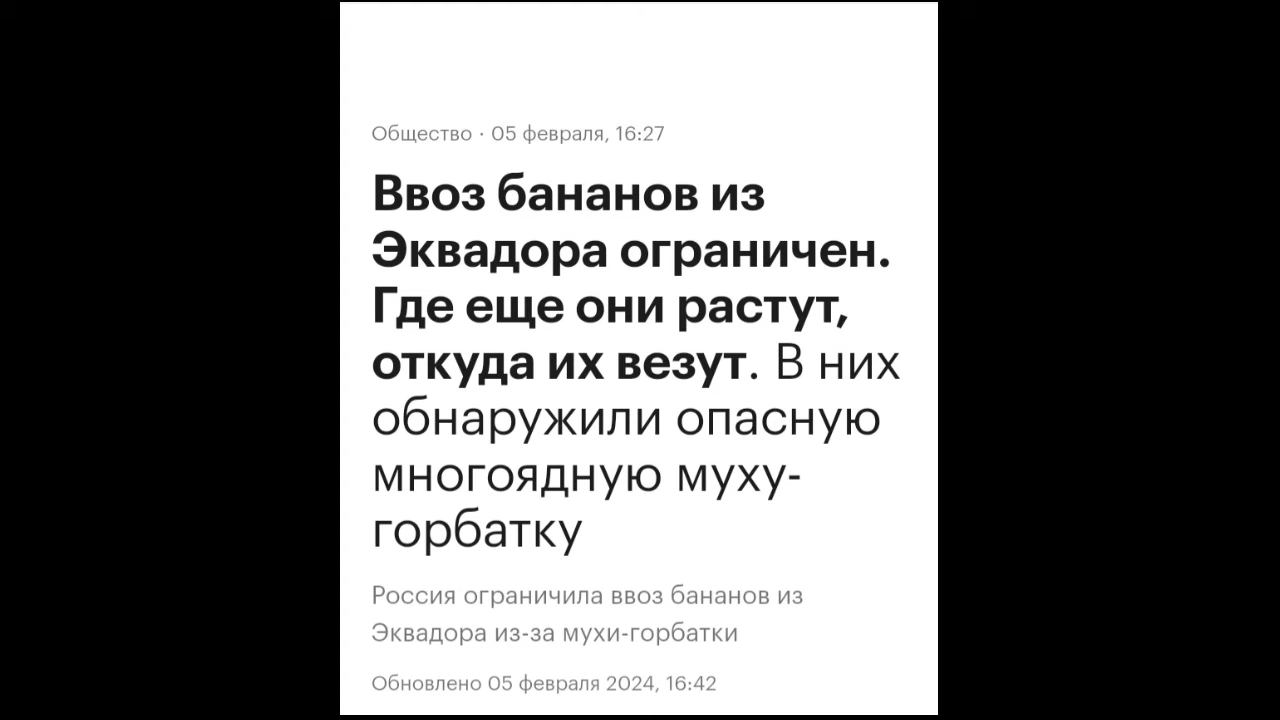 Общество · 05 февраля, 16:27
Ввоз бананов из
Эквадора ограничен.
Где еще они растут,
откуда их везут. В них
обнаружили опасную
многоядную муху-
горбатку
Россия ограничила ввоз бананов из
Эквадора из-за мухи-горбатки
Обновлено 05 февраля 2024, 16:42